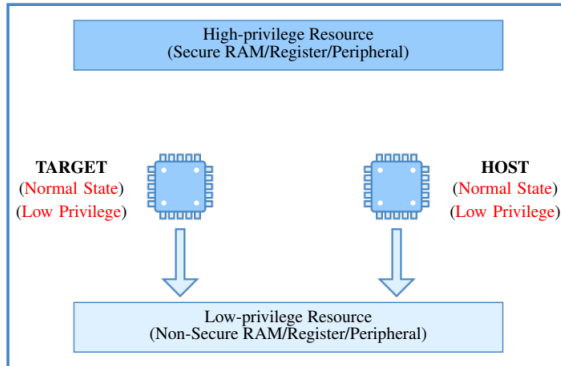 High-privilege Resource
(Secure RAM/Register/Peripheral)
TARGET
(Normal State)
(Low Privilege)
HOST
(Normal State)
(Low Privilege)
Low-privilege Resource
(Non-Secure RAM/Register/Peripheral)